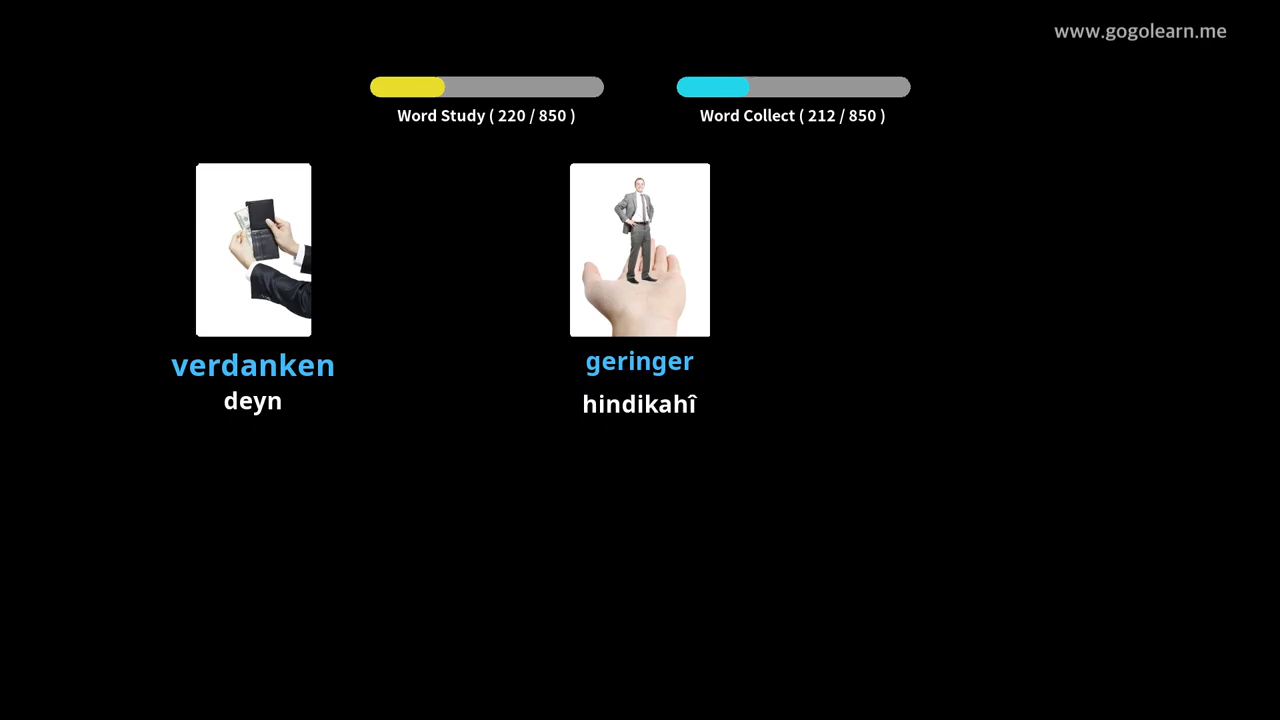 www.gogolearn.me
Word Study ( 220 / 850 )
Word Collect ( 212 / 850 )
verdanken
deyn
geringer
hindikahî